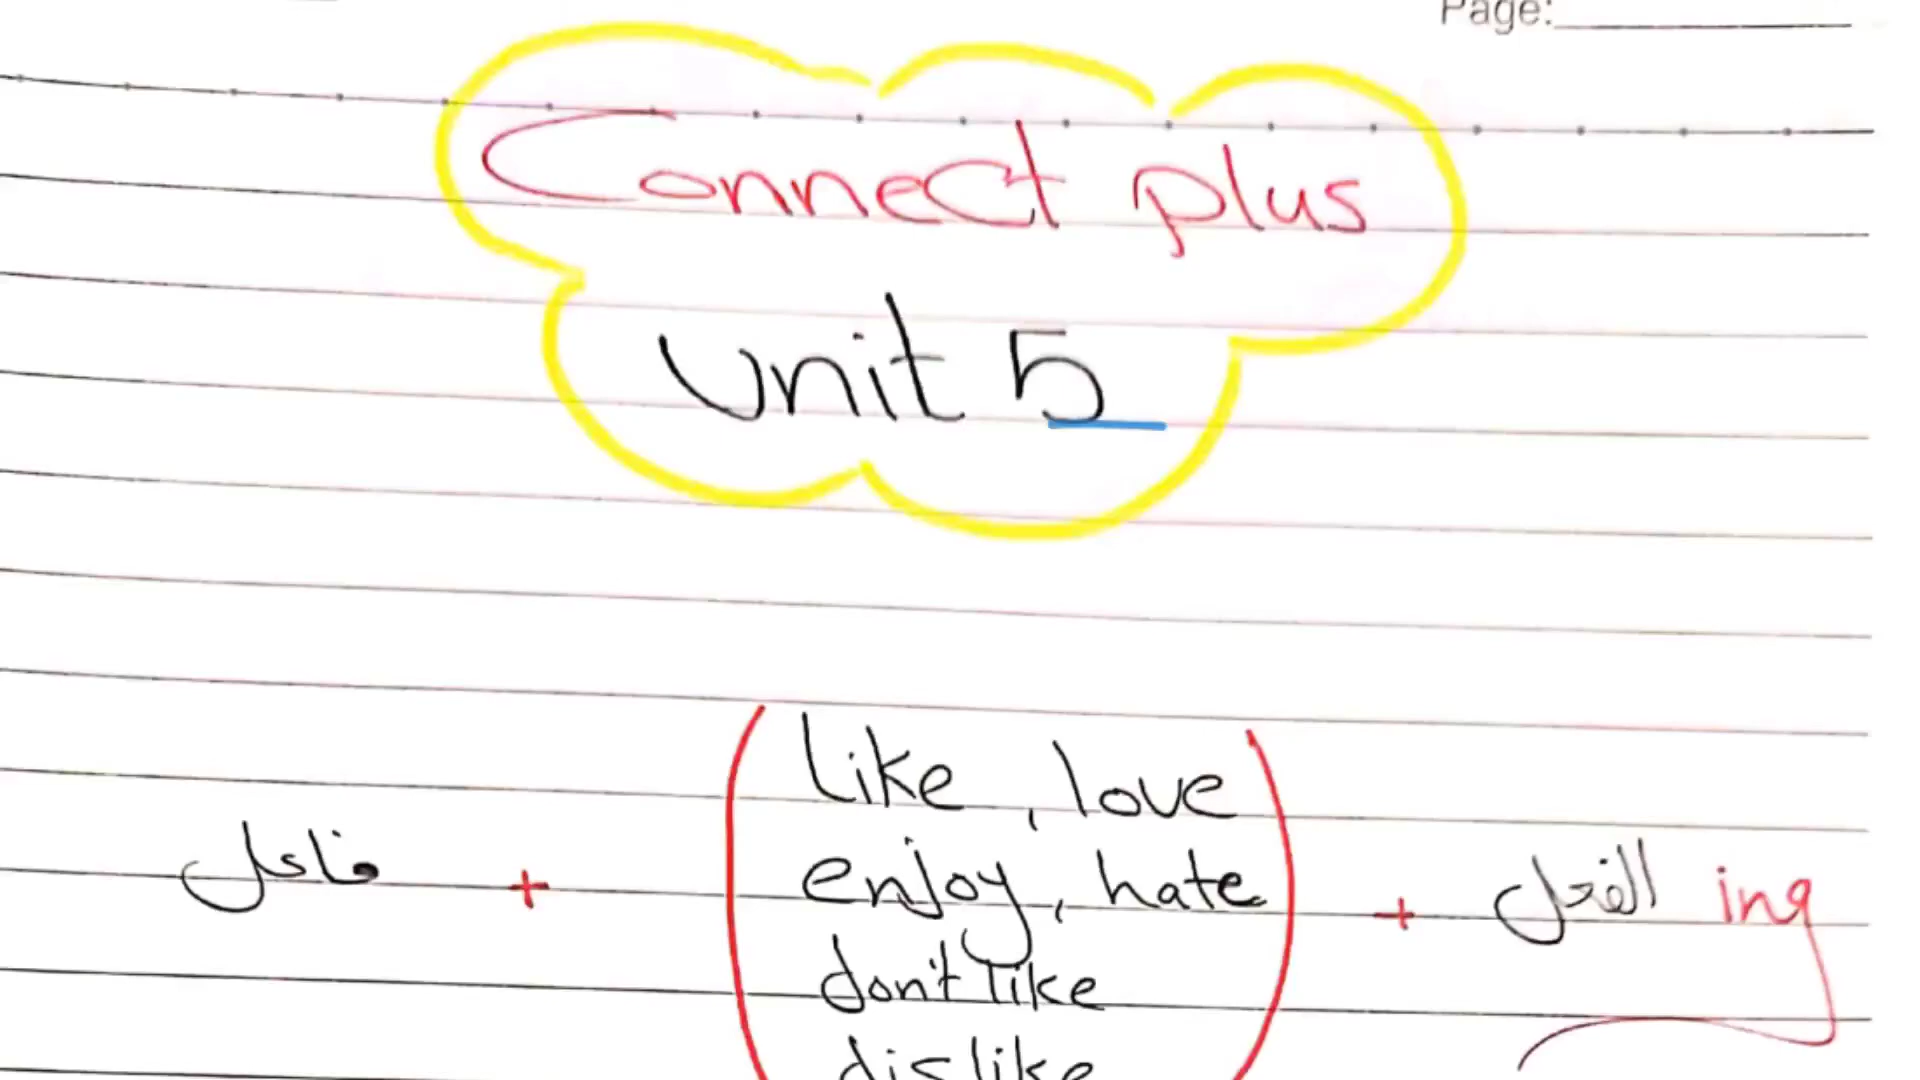 Page:
Connect plus
Unit 5
like, love
فاعل + enjoy, hate + الفعل ing
don't like
dislike